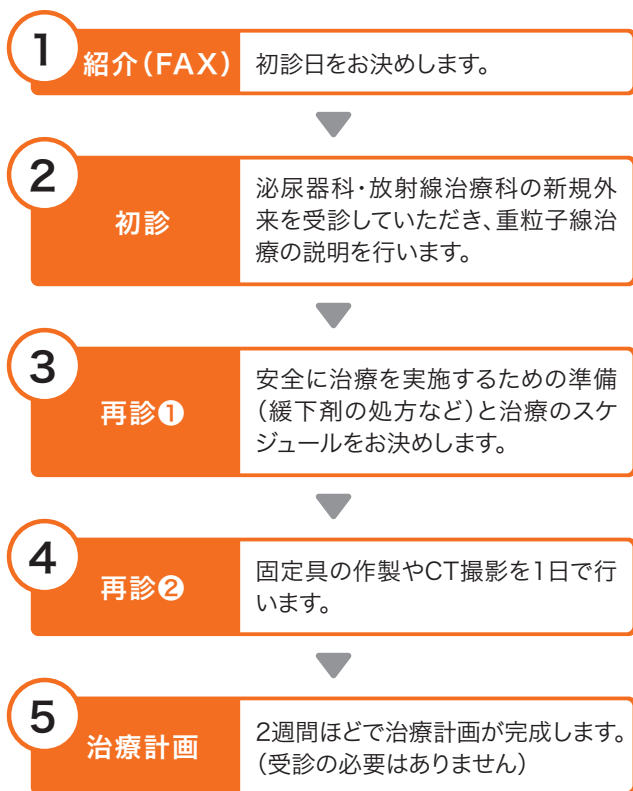 1
紹介（FAX）
初診日をお決めします。
2
初診
泌尿器科・放射線治療科の新規外
来を受診していただき、重粒子線治
療の説明を行います。
3
再診❶
安全に治療を実施するための準備
（緩下剤の処方など）と治療のスケ
ジュールをお決めします。
4
再診❷
固定具の作製やCT撮影を1日で行
います。
5
治療計画
2週間ほどで治療計画が完成します。
（受診の必要はありません）